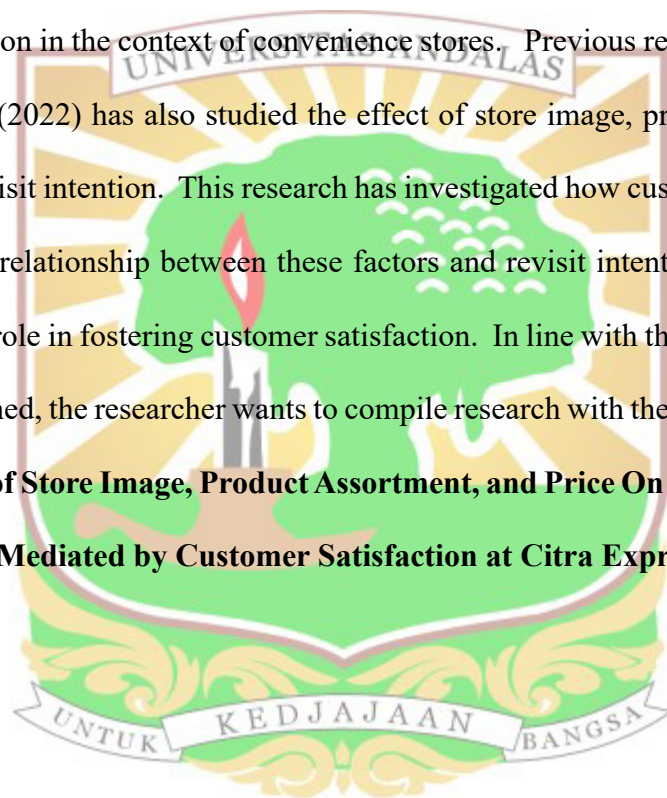 on in the context of convenience stores. Previous re
UNIVERSITAS ANDALAS
(2022) has also studied the effect of store image, pr
isit intention. This research has investigated how cus
relationship between these factors and revisit intent
role in fostering customer satisfaction. In line with th
ned, the researcher wants to compile research with the
of Store Image, Product Assortment, and Price On
Mediated by Customer Satisfaction at Citra Expr
UNTUK KEDJAJAAN BANGSA